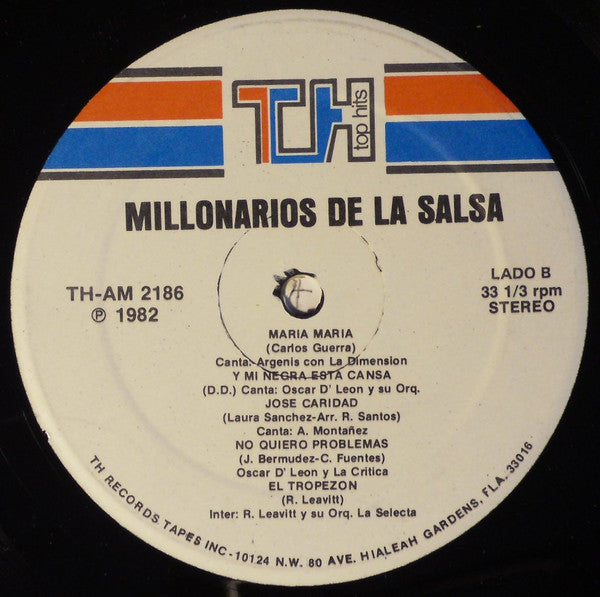 TH top hits
MILLONARIOS DE LA SALSA
TH-AM 2186
Ⓟ 1982
LADO B
33 1/3 rpm
STEREO
MARIA MARIA
(Carlos Guerra)
Canta: Argenis con La Dimension
Y MI NEGRA ESTA CANSA
(D.D.) Canta: Oscar D' Leon y su Orq.
JOSE CARIDAD
(Laura Sanchez-Arr. R. Santos)
Canta: A. Montañez
NO QUIERO PROBLEMAS
(J. Bermudez-C. Fuentes)
Oscar D' Leon y La Critica
EL TROPEZON
(R. Leavitt)
Inter: R. Leavitt y su Orq. La Selecta
TH RECORDS TAPES INC-10124 N.W. 80 AVE. HIALEAH GARDENS, FLA. 33016